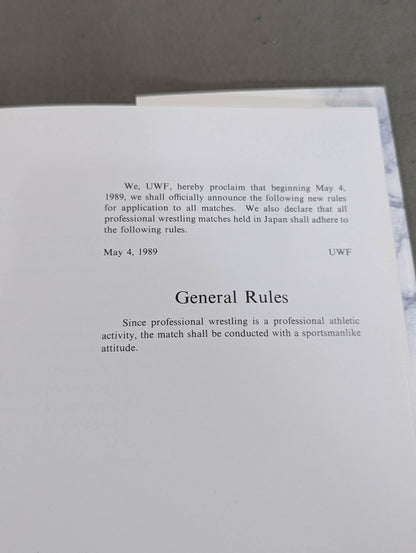 We, UWF, hereby proclaim that beginning May 4,
1989, we shall officially announce the following new rules
for application to all matches. We also declare that all
professional wrestling matches held in Japan shall adhere to
the following rules.
May 4, 1989 UWF
General Rules
Since professional wrestling is a professional athletic
activity, the match shall be conducted with a sportsmanlike
attitude.